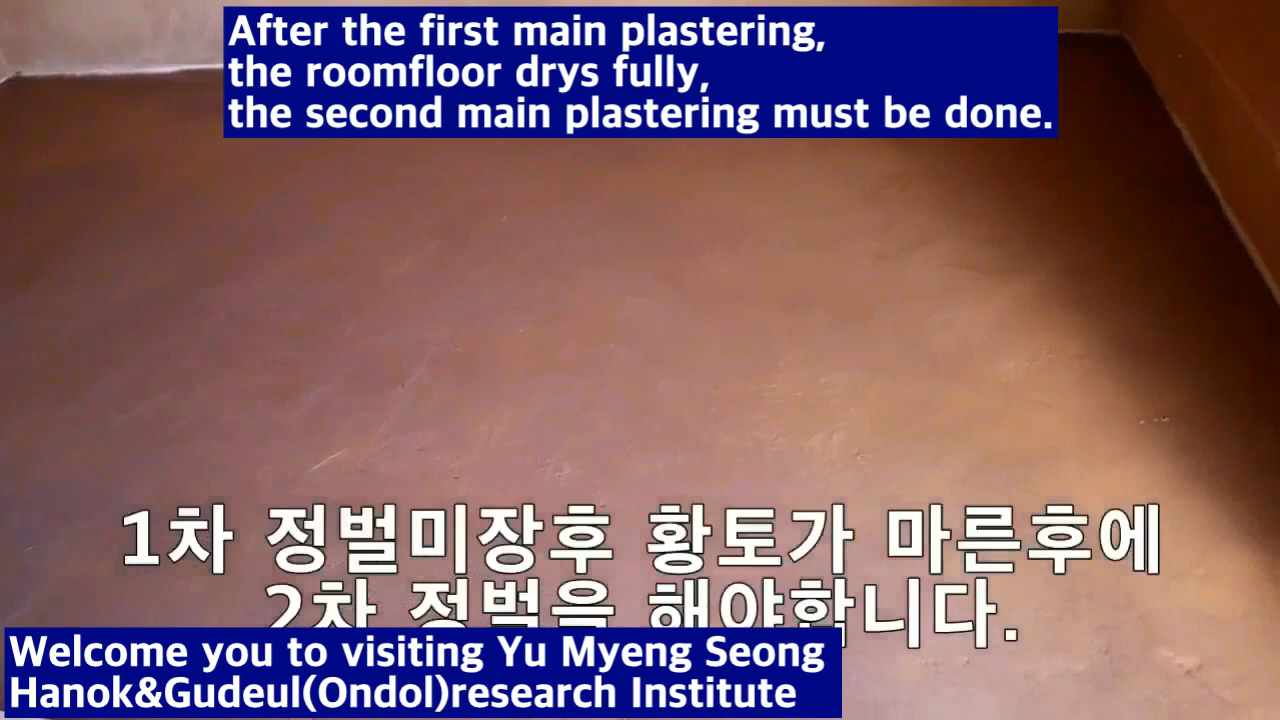 After the first main plastering,
the roomfloor drys fully,
the second main plastering must be done.
1차 정벌미장후 황토가 마른후에
2차 정벌을 해야합니다.
Welcome you to visiting Yu Myeng Seong
Hanok&Gudeul(Ondol)research Institute